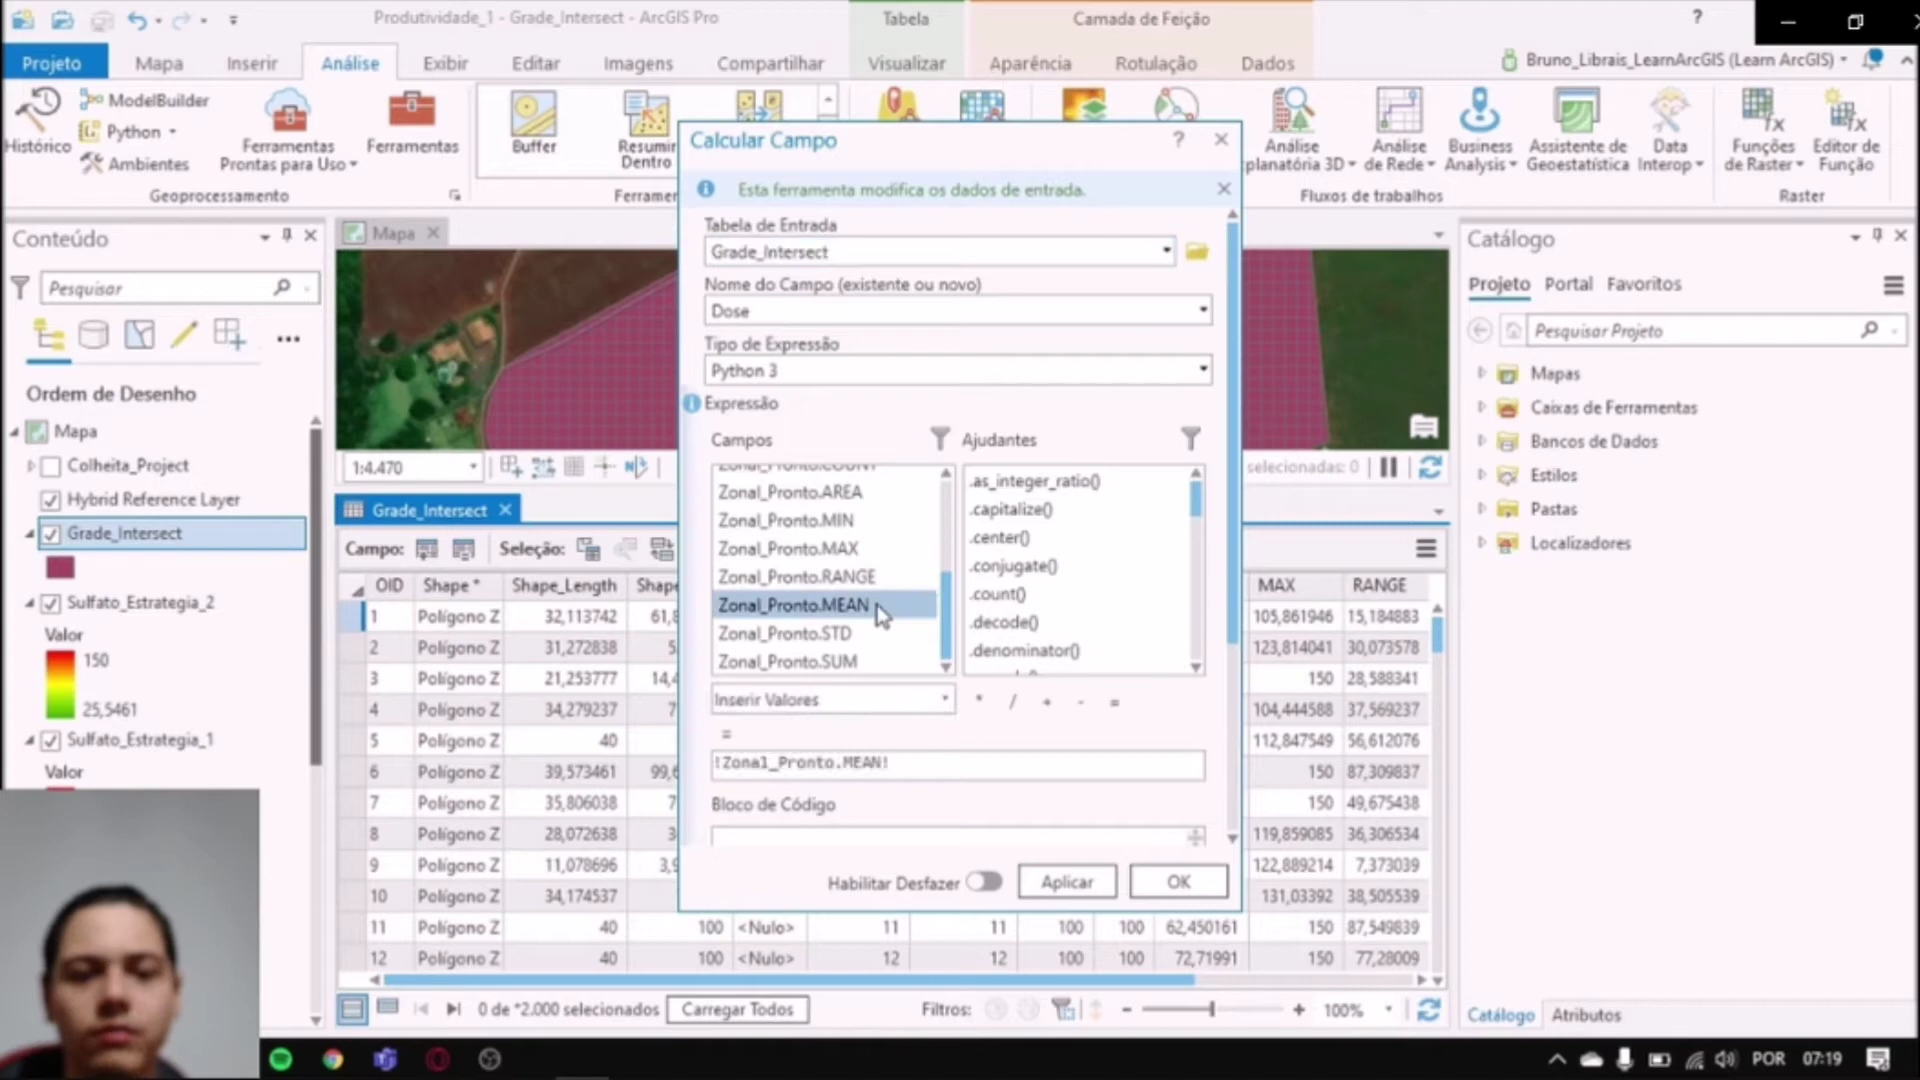 Produtividade_1 - Grade_Intersect - ArcGIS Pro
Tabela
Camada de Feição
?
Projeto
Mapa
Inserir
Análise
Exibir
Editar
Imagens
Compartilhar
Visualizar
Aparência
Rotulação
Dados
Bruno_Librais_LearnArcGIS (Learn ArcGIS)
Histórico
ModelBuilder
Python
Ambientes
Ferramentas
Prontas para Uso
Ferramentas
Geoprocessamento
Buffer
Resumir
Dentro
Análise
Análise
de Rede
Business
Analysis
Assistente de
Geoestatística
Data
Interop
Funções
de Raster
Editor de
Função
Fluxos de trabalhos
Raster
Conteúdo
Pesquisar
Ordem de Desenho
Mapa
Colheita_Project
Hybrid Reference Layer
Grade_Intersect
Sulfato_Estrategia_2
Valor
150
25,5461
Sulfato_Estrategia_1
Valor
Mapa
1:4.470
selecionadas: 0
Grade_Intersect
Campo:
Seleção:
OID Shape * Shape_Length MAX RANGE
1 Polígono Z 32,113742 105,861946 15,184883
2 Polígono Z 31,272838 123,814041 30,073578
3 Polígono Z 21,253777 150 28,588341
4 Polígono Z 34,279237 104,444588 37,569237
5 Polígono Z 40 112,847549 56,612076
6 Polígono Z 39,573461 150 87,309837
7 Polígono Z 35,806038 150 49,675438
8 Polígono Z 28,072638 119,859085 36,306534
9 Polígono Z 11,078696 122,889214 7,373039
10 Polígono Z 34,174537 131,03392 38,505539
11 Polígono Z 40 100 <Nulo> 11 11 100 100 62,450161 150 87,549839
12 Polígono Z 40 100 <Nulo> 12 12 100 100 72,71991 150 77,28009
0 de *2.000 selecionados
Carregar Todos
Filtros:
100%
Calcular Campo
?
Esta ferramenta modifica os dados de entrada.
Tabela de Entrada
Grade_Intersect
Nome do Campo (existente ou novo)
Dose
Tipo de Expressão
Python 3
Expressão
Campos
Ajudantes
Zonal_Pronto.COUNT
Zonal_Pronto.AREA
Zonal_Pronto.MIN
Zonal_Pronto.MAX
Zonal_Pronto.RANGE
Zonal_Pronto.MEAN
Zonal_Pronto.STD
Zonal_Pronto.SUM
.as_integer_ratio()
.capitalize()
.center()
.conjugate()
.count()
.decode()
.denominator()
Inserir Valores
* / + - =
=
!Zonal_Pronto.MEAN!
Bloco de Código
Habilitar Desfazer
Aplicar
OK
Catálogo
Projeto
Portal
Favoritos
Pesquisar Projeto
Mapas
Caixas de Ferramentas
Bancos de Dados
Estilos
Pastas
Localizadores
Catálogo
Atributos
POR
07:19